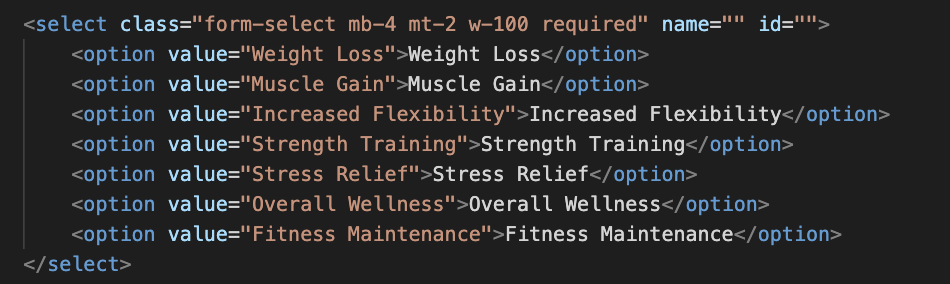 <select class="form-select mb-4 mt-2 w-100 required" name="" id="">
    <option value="Weight Loss">Weight Loss</option>
    <option value="Muscle Gain">Muscle Gain</option>
    <option value="Increased Flexibility">Increased Flexibility</option>
    <option value="Strength Training">Strength Training</option>
    <option value="Stress Relief">Stress Relief</option>
    <option value="Overall Wellness">Overall Wellness</option>
    <option value="Fitness Maintenance">Fitness Maintenance</option>
</select>